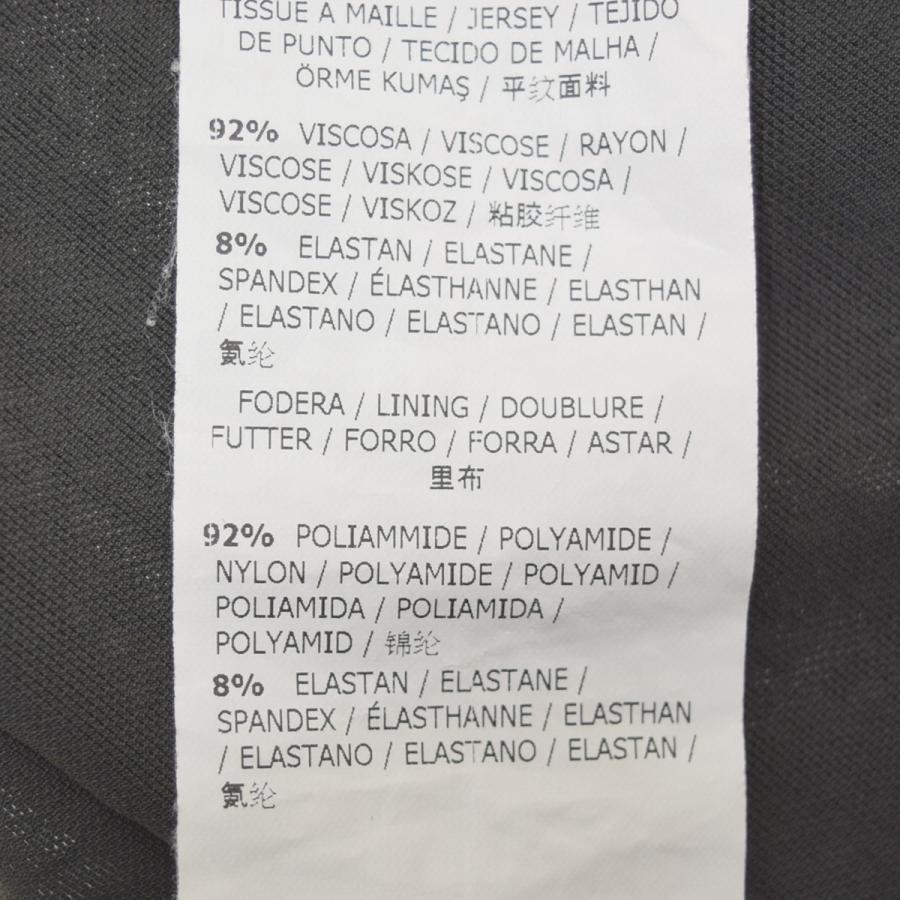 TISSUE A MAILLE / JERSEY / TEJIDO
DE PUNTO / TECIDO DE MALHA /
ÖRME KUMAŞ / 平纹面料
92% VISCOSA / VISCOSE / RAYON /
VISCOSE / VISKOSE / VISCOSA /
VISCOSE / VISKOZ / 粘胶纤维
8% ELASTAN / ELASTANE /
SPANDEX / ÉLASTHANNE / ELASTHAN
/ ELASTANO / ELASTANO / ELASTAN /
氨纶
FODERA / LINING / DOUBLURE /
FUTTER / FORRO / FORRA / ASTAR /
里布
92% POLIAMMIDE / POLYAMIDE /
NYLON / POLYAMIDE / POLYAMID /
POLIAMIDA / POLIAMIDA /
POLYAMID / 锦纶
8% ELASTAN / ELASTANE /
SPANDEX / ÉLASTHANNE / ELASTHAN
/ ELASTANO / ELASTANO / ELASTAN /
氨纶